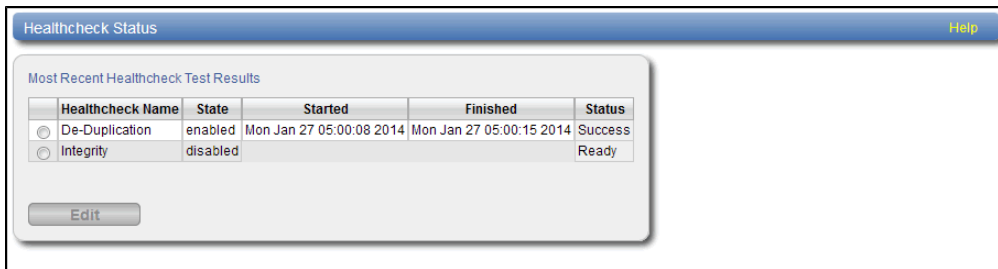 Healthcheck Status Help
Most Recent Healthcheck Test Results
Healthcheck Name State Started Finished Status
De-Duplication enabled Mon Jan 27 05:00:08 2014 Mon Jan 27 05:00:15 2014 Success
Integrity disabled Ready
Edit